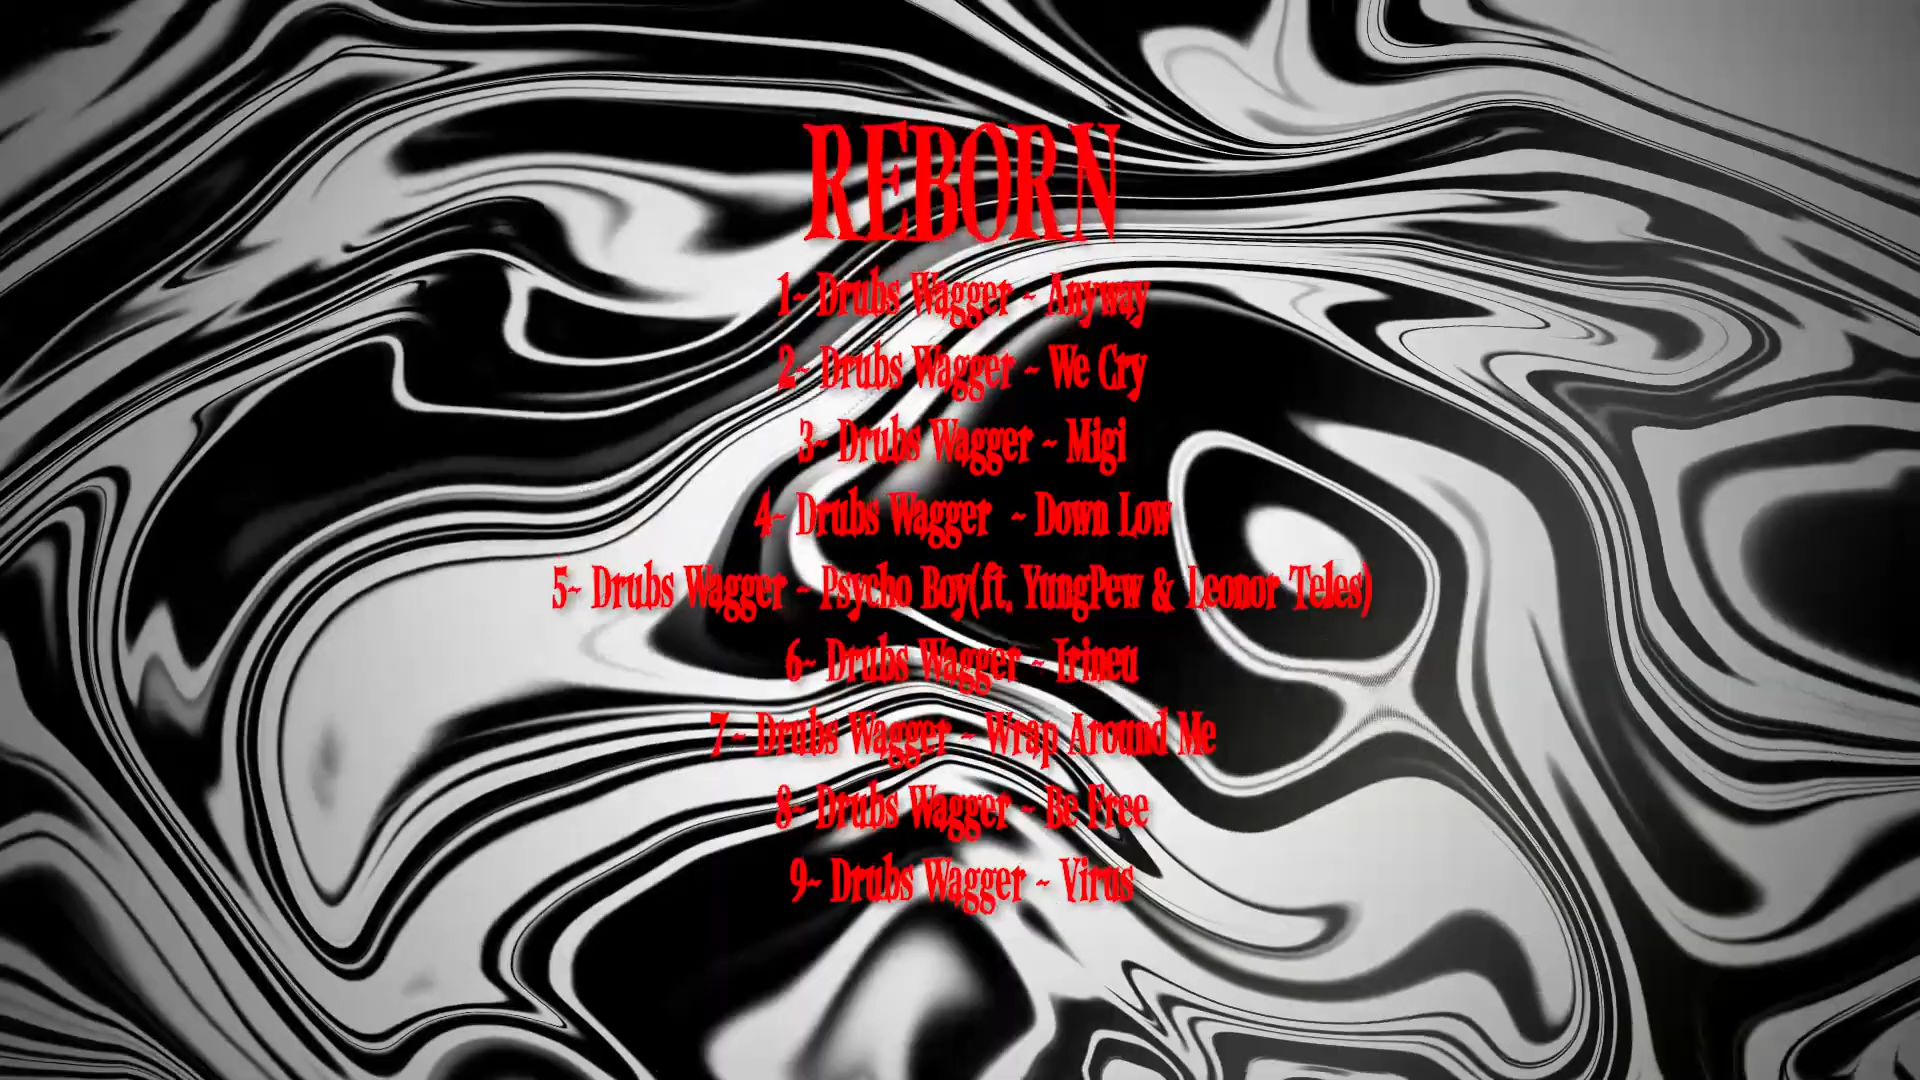 REBORN
1~ Drubs Wagger ~ Anyway
2~ Drubs Wagger ~ We Cry
3~ Drubs Wagger ~ Migi
4~ Drubs Wagger ~ Down Low
5~ Drubs Wagger ~ Psycho Boy(ft. YungPew & Leonor Teles)
6~ Drubs Wagger ~ Irineu
7~ Drubs Wagger ~ Wrap Around Me
8~ Drubs Wagger ~ Be Free
9~ Drubs Wagger ~ Virus